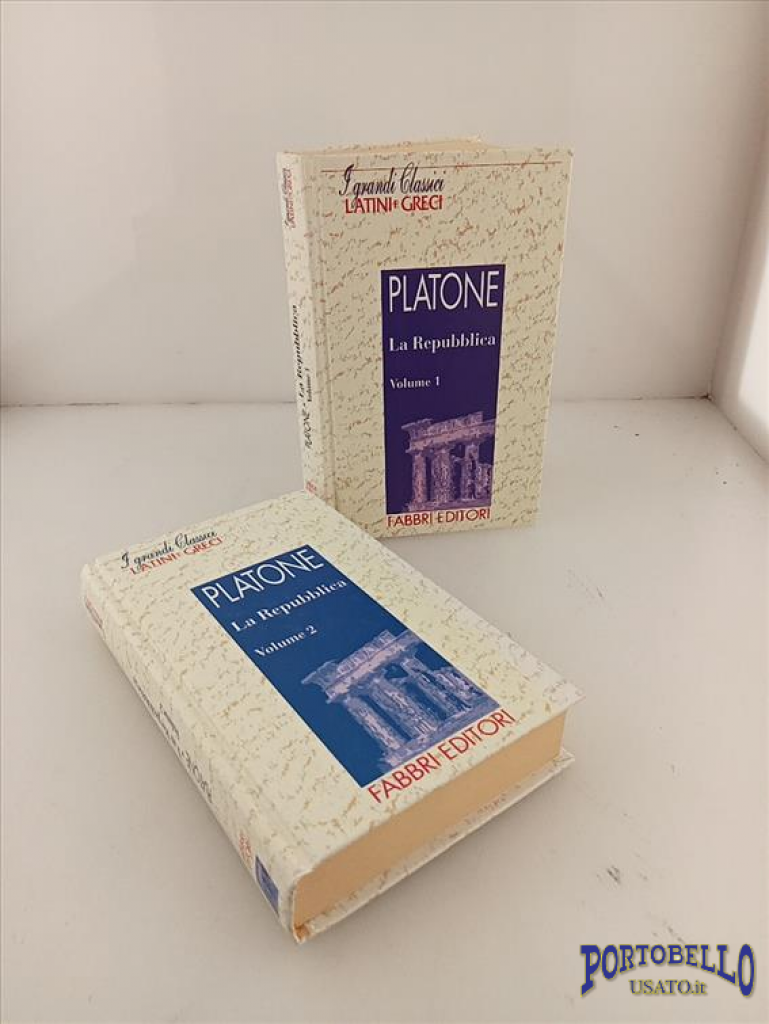 I grandi Classici
LATINI E GRECI
PLATONE
La Repubblica
Volume 1
FABBRI EDITORI
PLATONE - La Repubblica
Volume 1
I grandi Classici
LATINI E GRECI
PLATONE
La Repubblica
Volume 2
FABBRI EDITORI
PORTOBELLO
USATO.it